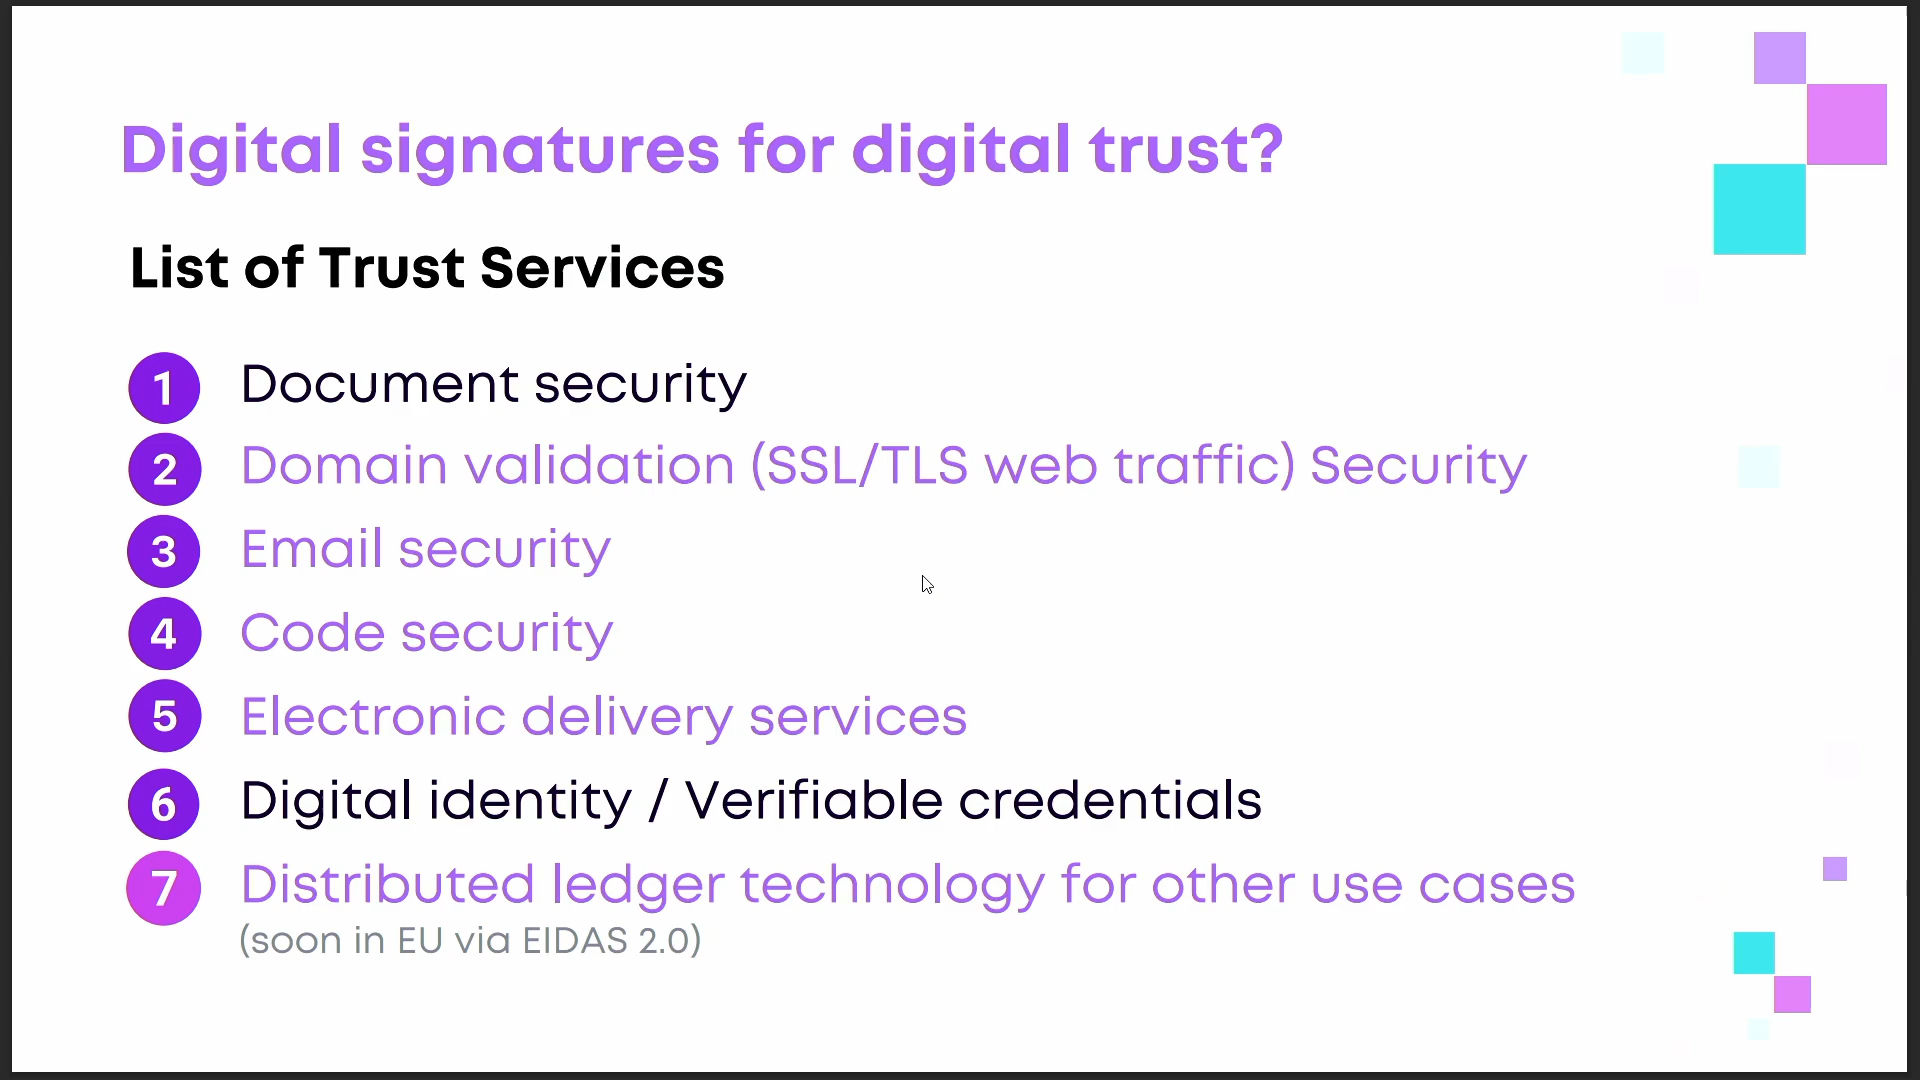 Digital signatures for digital trust?
List of Trust Services
1 Document security
2 Domain validation (SSL/TLS web traffic) Security
3 Email security
4 Code security
5 Electronic delivery services
6 Digital identity / Verifiable credentials
7 Distributed ledger technology for other use cases
(soon in EU via EIDAS 2.0)